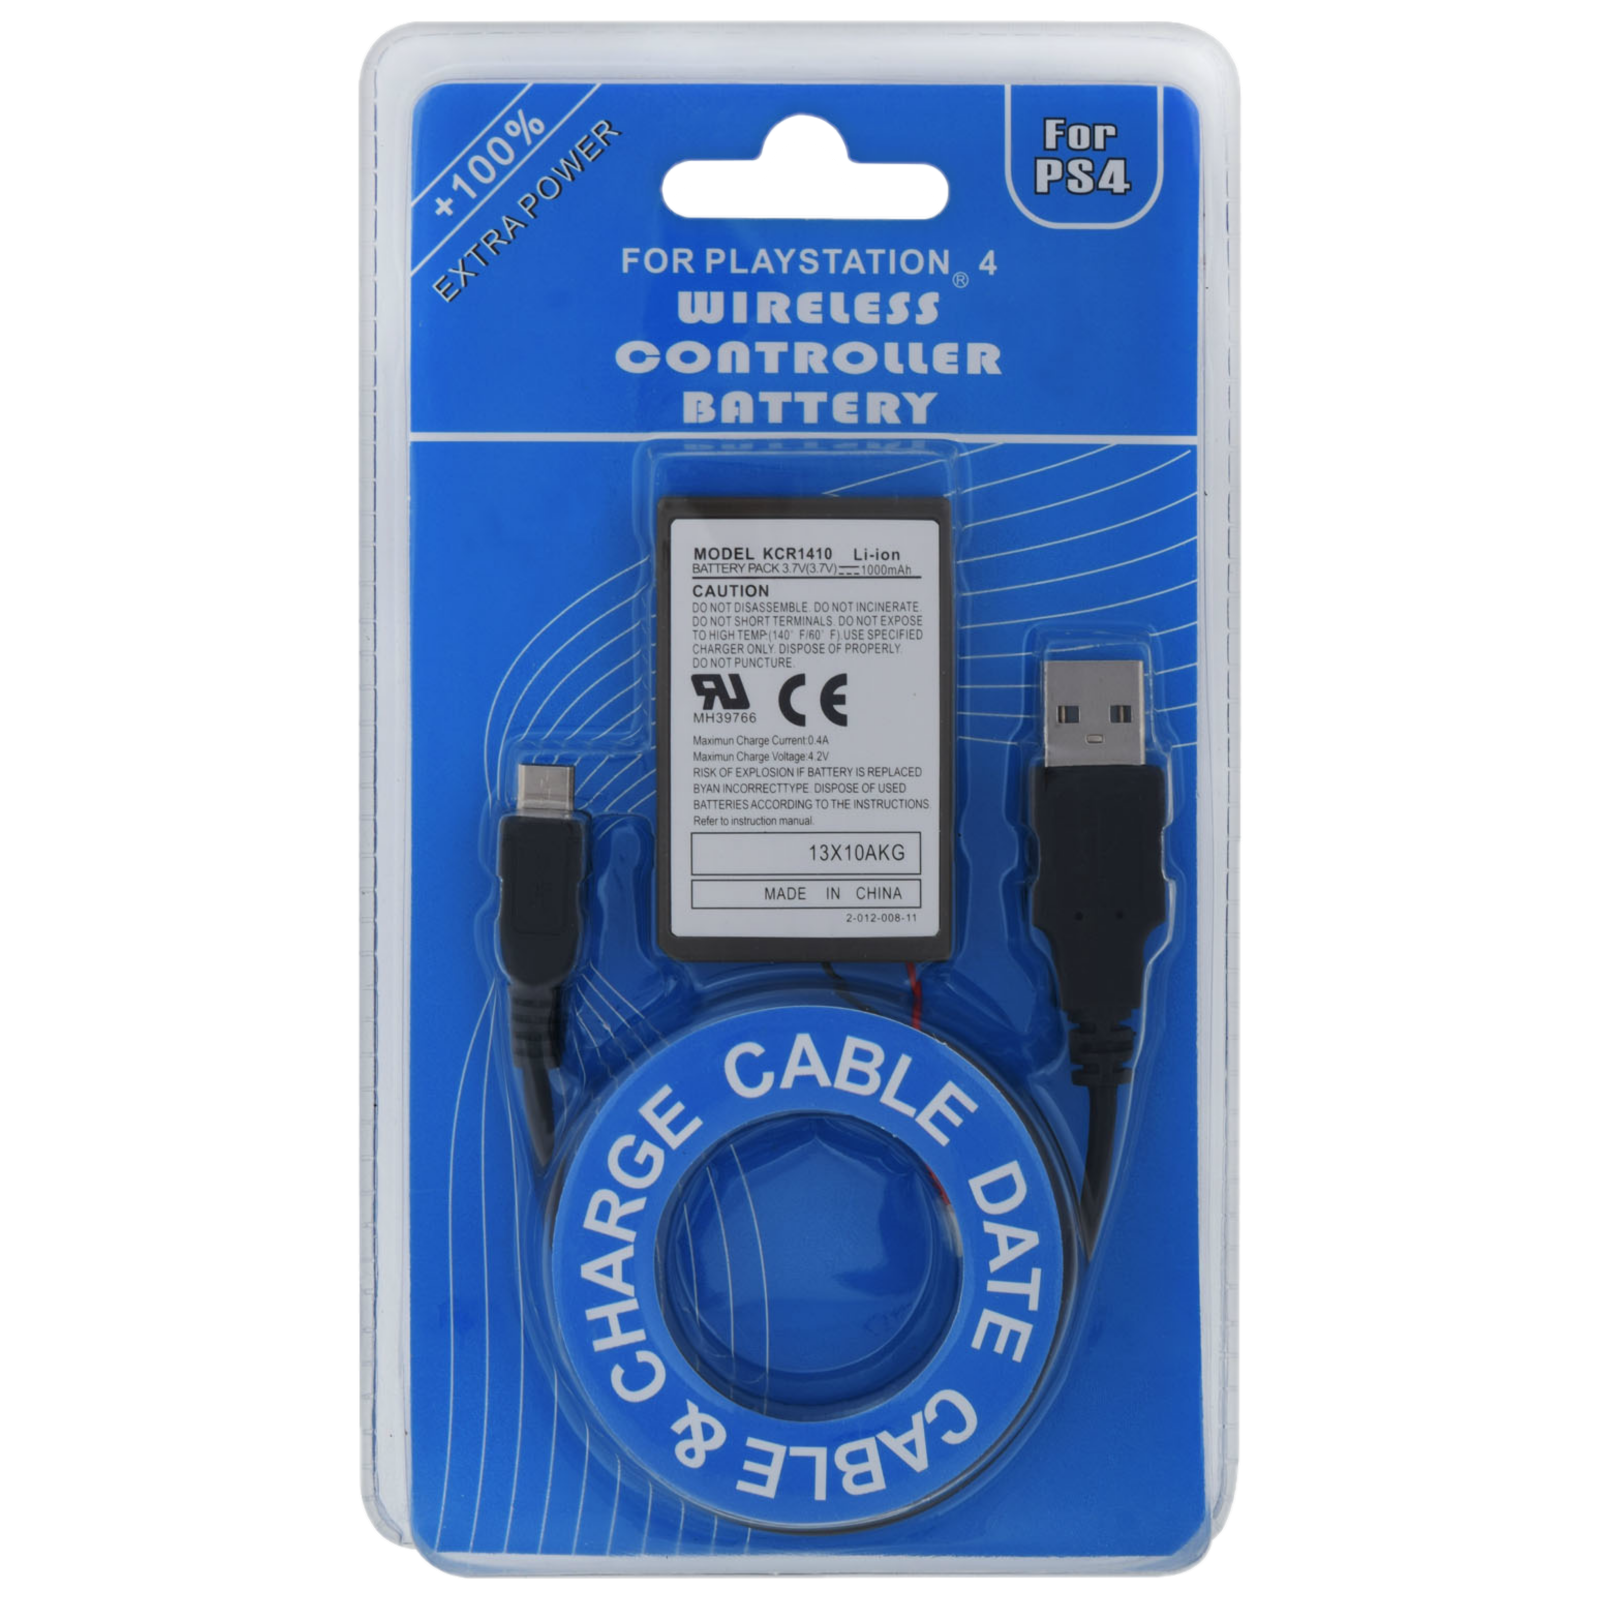 +100%
EXTRA POWER
For
PS4
FOR PLAYSTATION® 4
WIRELESS
CONTROLLER
BATTERY
MODEL KCR1410 Li-ion
BATTERY PACK 3.7V(3.7V)⎓1000mAh
CAUTION
DO NOT DISASSEMBLE. DO NOT INCINERATE.
DO NOT SHORT TERMINALS. DO NOT EXPOSE
TO HIGH TEMP.(140° F/60° F).USE SPECIFIED
CHARGER ONLY. DISPOSE OF PROPERLY.
DO NOT PUNCTURE.
RU CE
MH39766
Maximun Charge Current:0.4A
Maximun Charge Voltage:4.2V
RISK OF EXPLOSION IF BATTERY IS REPLACED
BYAN INCORRECTTYPE. DISPOSE OF USED
BATTERIES ACCORDING TO THE INSTRUCTIONS.
Refer to instruction manual.
13X10AKG
MADE IN CHINA
2-012-008-11
CHARGE CABLE
DATE CABLE &